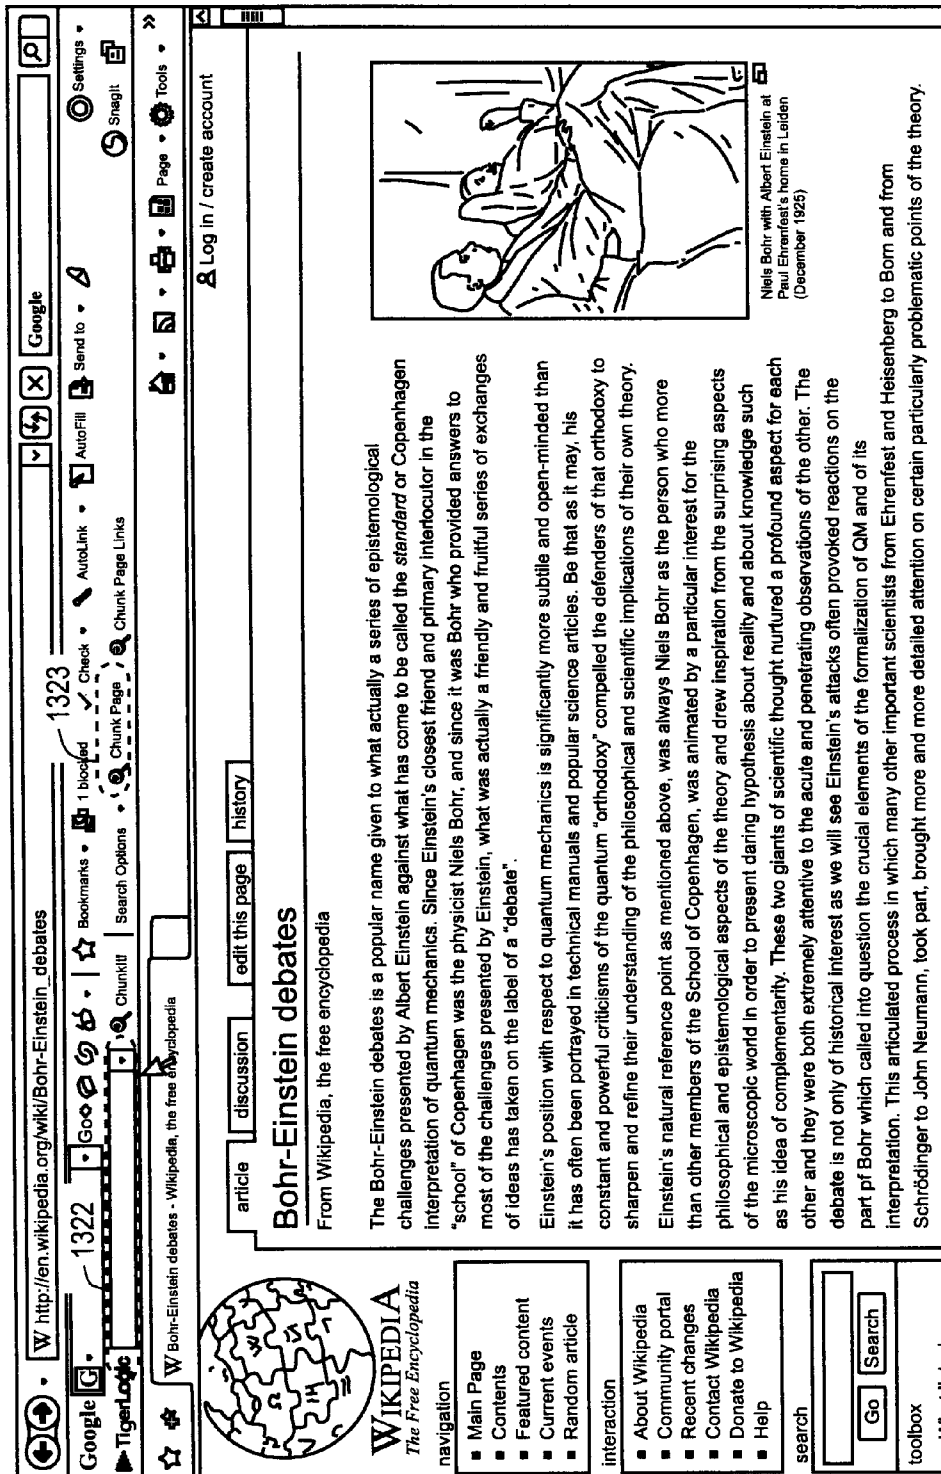 W http://en.wikipedia.org/wiki/Bohr-Einstein_debates
Google
Google G
1322
Go
Bookmarks
1 blocked
Check
AutoLink
AutoFill
Send to
Settings
1323
TigerLogic
ChunkIt!
Search Options
Chunk Page
Chunk Page Links
SnagIt
W Bohr-Einstein debates - Wikipedia, the free encyclopedia
Page
Tools
»
Log in / create account
WIKIPEDIA
The Free Encyclopedia
navigation
■ Main Page
■ Contents
■ Featured content
■ Current events
■ Random article
interaction
■ About Wikipedia
■ Community portal
■ Recent changes
■ Contact Wikipedia
■ Donate to Wikipedia
■ Help
search
Go
Search
toolbox
article
discussion
edit this page
history
Bohr-Einstein debates
From Wikipedia, the free encyclopedia
The Bohr-Einstein debates is a popular name given to what actually a series of epistemological
challenges presented by Albert Einstein against what has come to be called the standard or Copenhagen
interpretation of quantum mechanics. Since Einstein's closest friend and primary interlocutor in the
"school" of Copenhagen was the physicist Niels Bohr, and since it was Bohr who provided answers to
most of the challenges presented by Einstein, what was actually a friendly and fruitful series of exchanges
of ideas has taken on the label of a "debate".
Einstein's position with respect to quantum mechanics is significantly more subtile and open-minded than
it has often been portrayed in technical manuals and popular science articles. Be that as it may, his
constant and powerful criticisms of the quantum "orthodoxy" compelled the defenders of that orthodoxy to
sharpen and refine their understanding of the philosophical and scientific implications of their own theory.
Einstein's natural reference point as mentioned above, was always Niels Bohr as the person who more
than other members of the School of Copenhagen, was animated by a particular interest for the
philosophical and epistemological aspects of the theory and drew inspiration from the surprising aspects
of the microscopic world in order to present daring hypothesis about reality and about knowledge such
as his idea of complementarity. These two giants of scientific thought nurtured a profound aspect for each
other and they were both extremely attentive to the acute and penetrating observations of the other. The
debate is not only of historical interest as we will see Einstein's attacks often provoked reactions on the
part pf Bohr which called into question the crucial elements of the formalization of QM and of its
interpretation. This articulated process in which many other important scientists from Ehrenfest and Heisenberg to Born and from
Schrödinger to John Neumann, took part, brought more and more detailed attention on certain particularly problematic points of the theory.
Niels Bohr with Albert Einstein at
Paul Ehrenfest's home in Leiden
(December 1925)